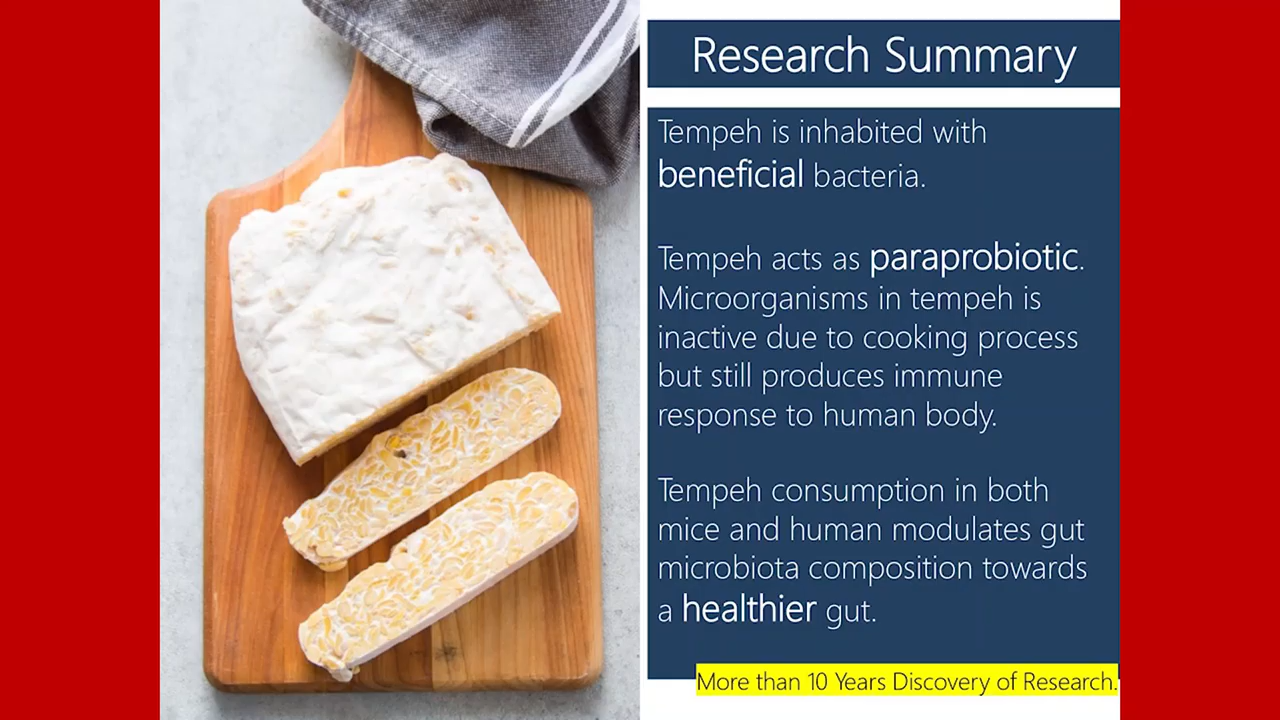 Research Summary
Tempeh is inhabited with
beneficial bacteria.
Tempeh acts as paraprobiotic.
Microorganisms in tempeh is
inactive due to cooking process
but still produces immune
response to human body.
Tempeh consumption in both
mice and human modulates gut
microbiota composition towards
a healthier gut.
More than 10 Years Discovery of Research.